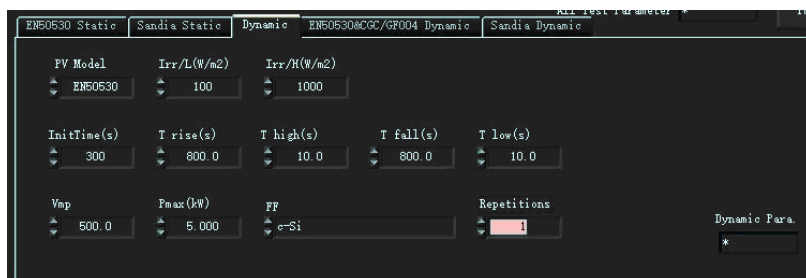 All Test Parameter *
EN50530 Static Sandia Static Dynamic EN50530&CGC/GF004 Dynamic Sandia Dynamic
PV Model Irr/L(W/m2) Irr/H(W/m2)
EN50530 100 1000
InitTime(s) T rise(s) T high(s) T fall(s) T low(s)
300 800.0 10.0 800.0 10.0
Vmp Pmax(kW) FF Repetitions
500.0 5.000 c-Si 1
Dynamic Para.
*